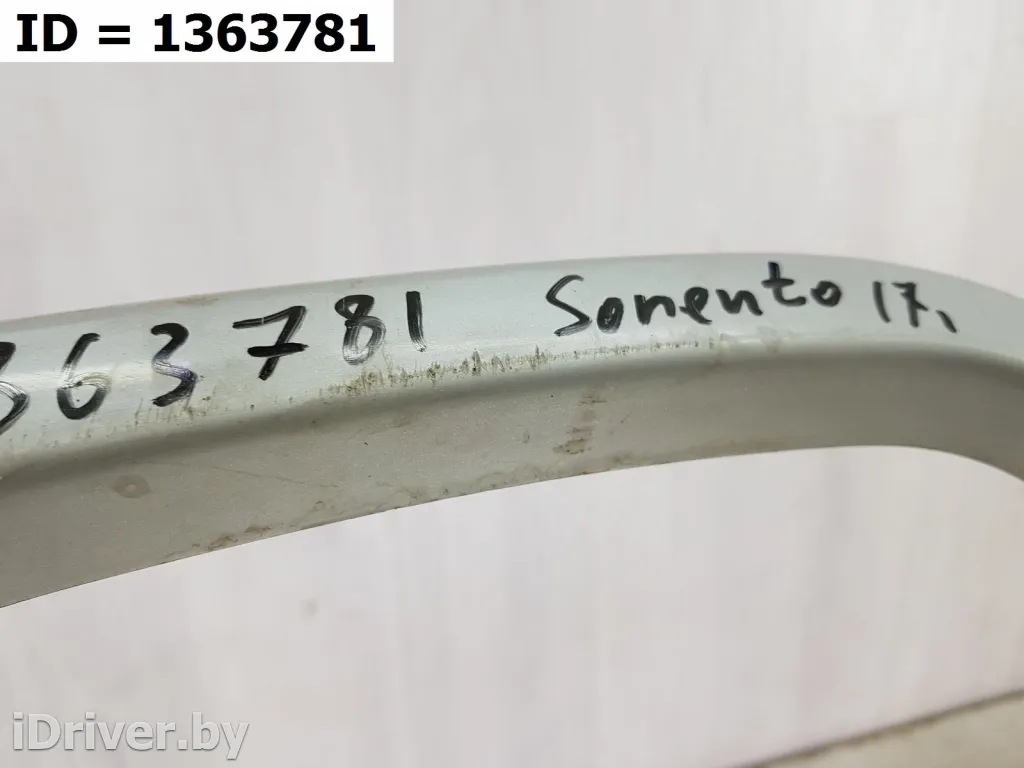 ID = 1363781
363781 Sorento 17,
iDriver.by